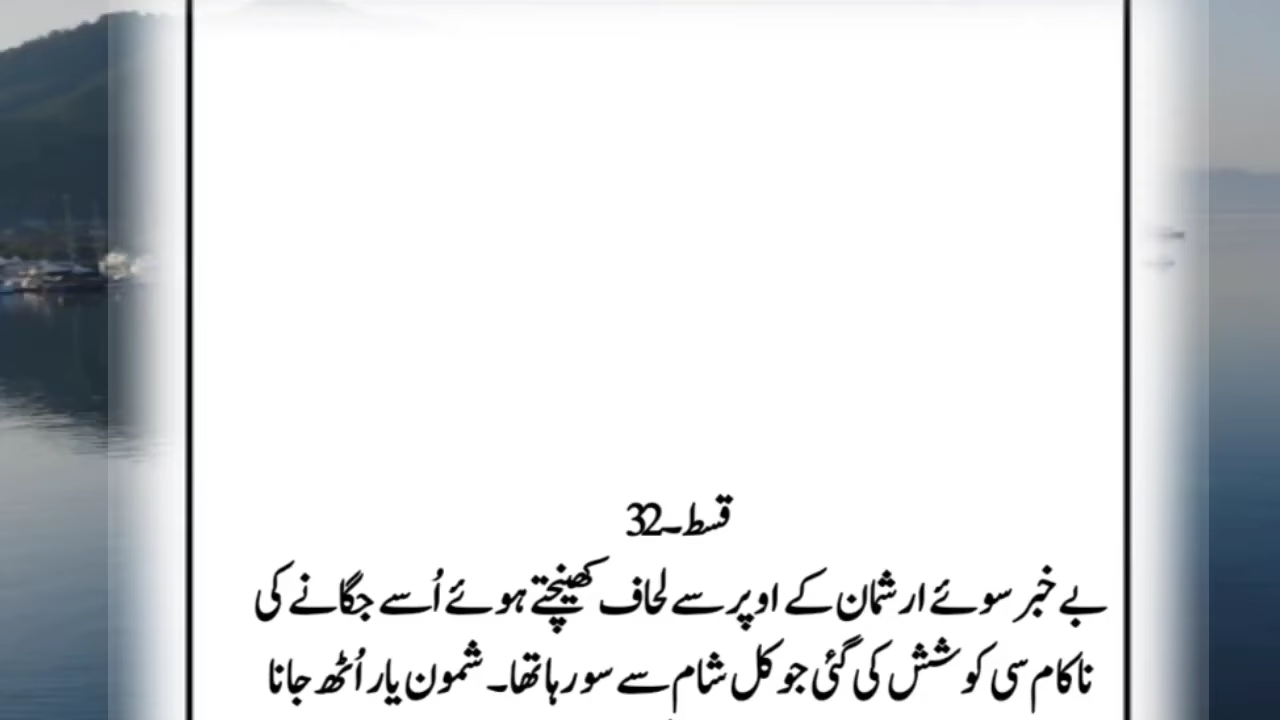 قسط۔32
بے خبر سوئے ارشمان کے اوپر سے لحاف کھینچتے ہوئے اُسے جگانے کی
ناکام سی کوشش کی گئی جو کل شام سے سو رہا تھا۔ شمون یار اُٹھ جانا